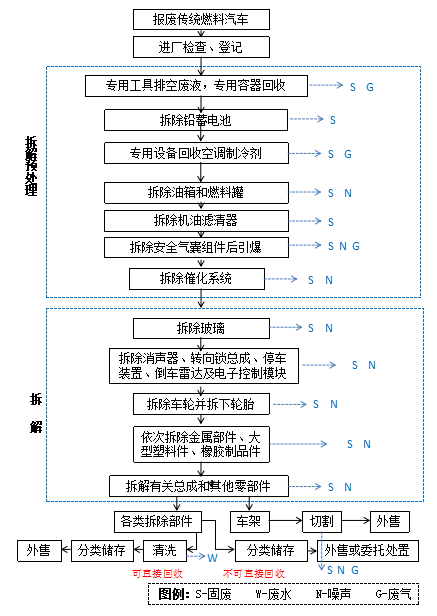 报废传统燃料汽车
进厂检查、登记
拆解预处理
专用工具排空废液，专用容器回收
S G
拆除铅蓄电池
S
专用设备回收空调制冷剂
S G
拆除油箱和燃料罐
S N
拆除机油滤清器
S
拆除安全气囊组件后引爆
S N G
拆除催化系统
S N
拆解
拆除玻璃
S N
拆除消声器、转向锁总成、停车
装置、倒车雷达及电子控制模块
S N
拆除车轮并拆下轮胎
S N
依次拆除金属部件、大
型塑料件、橡胶制品件
S N
拆解有关总成和其他零部件
S N
各类拆除部件
车架
切割
外售
外售
分类储存
清洗
W
分类储存
外售或委托处置
可直接回收
不可直接回收
S N G
图例：S-固废 W-废水 N-噪声 G-废气